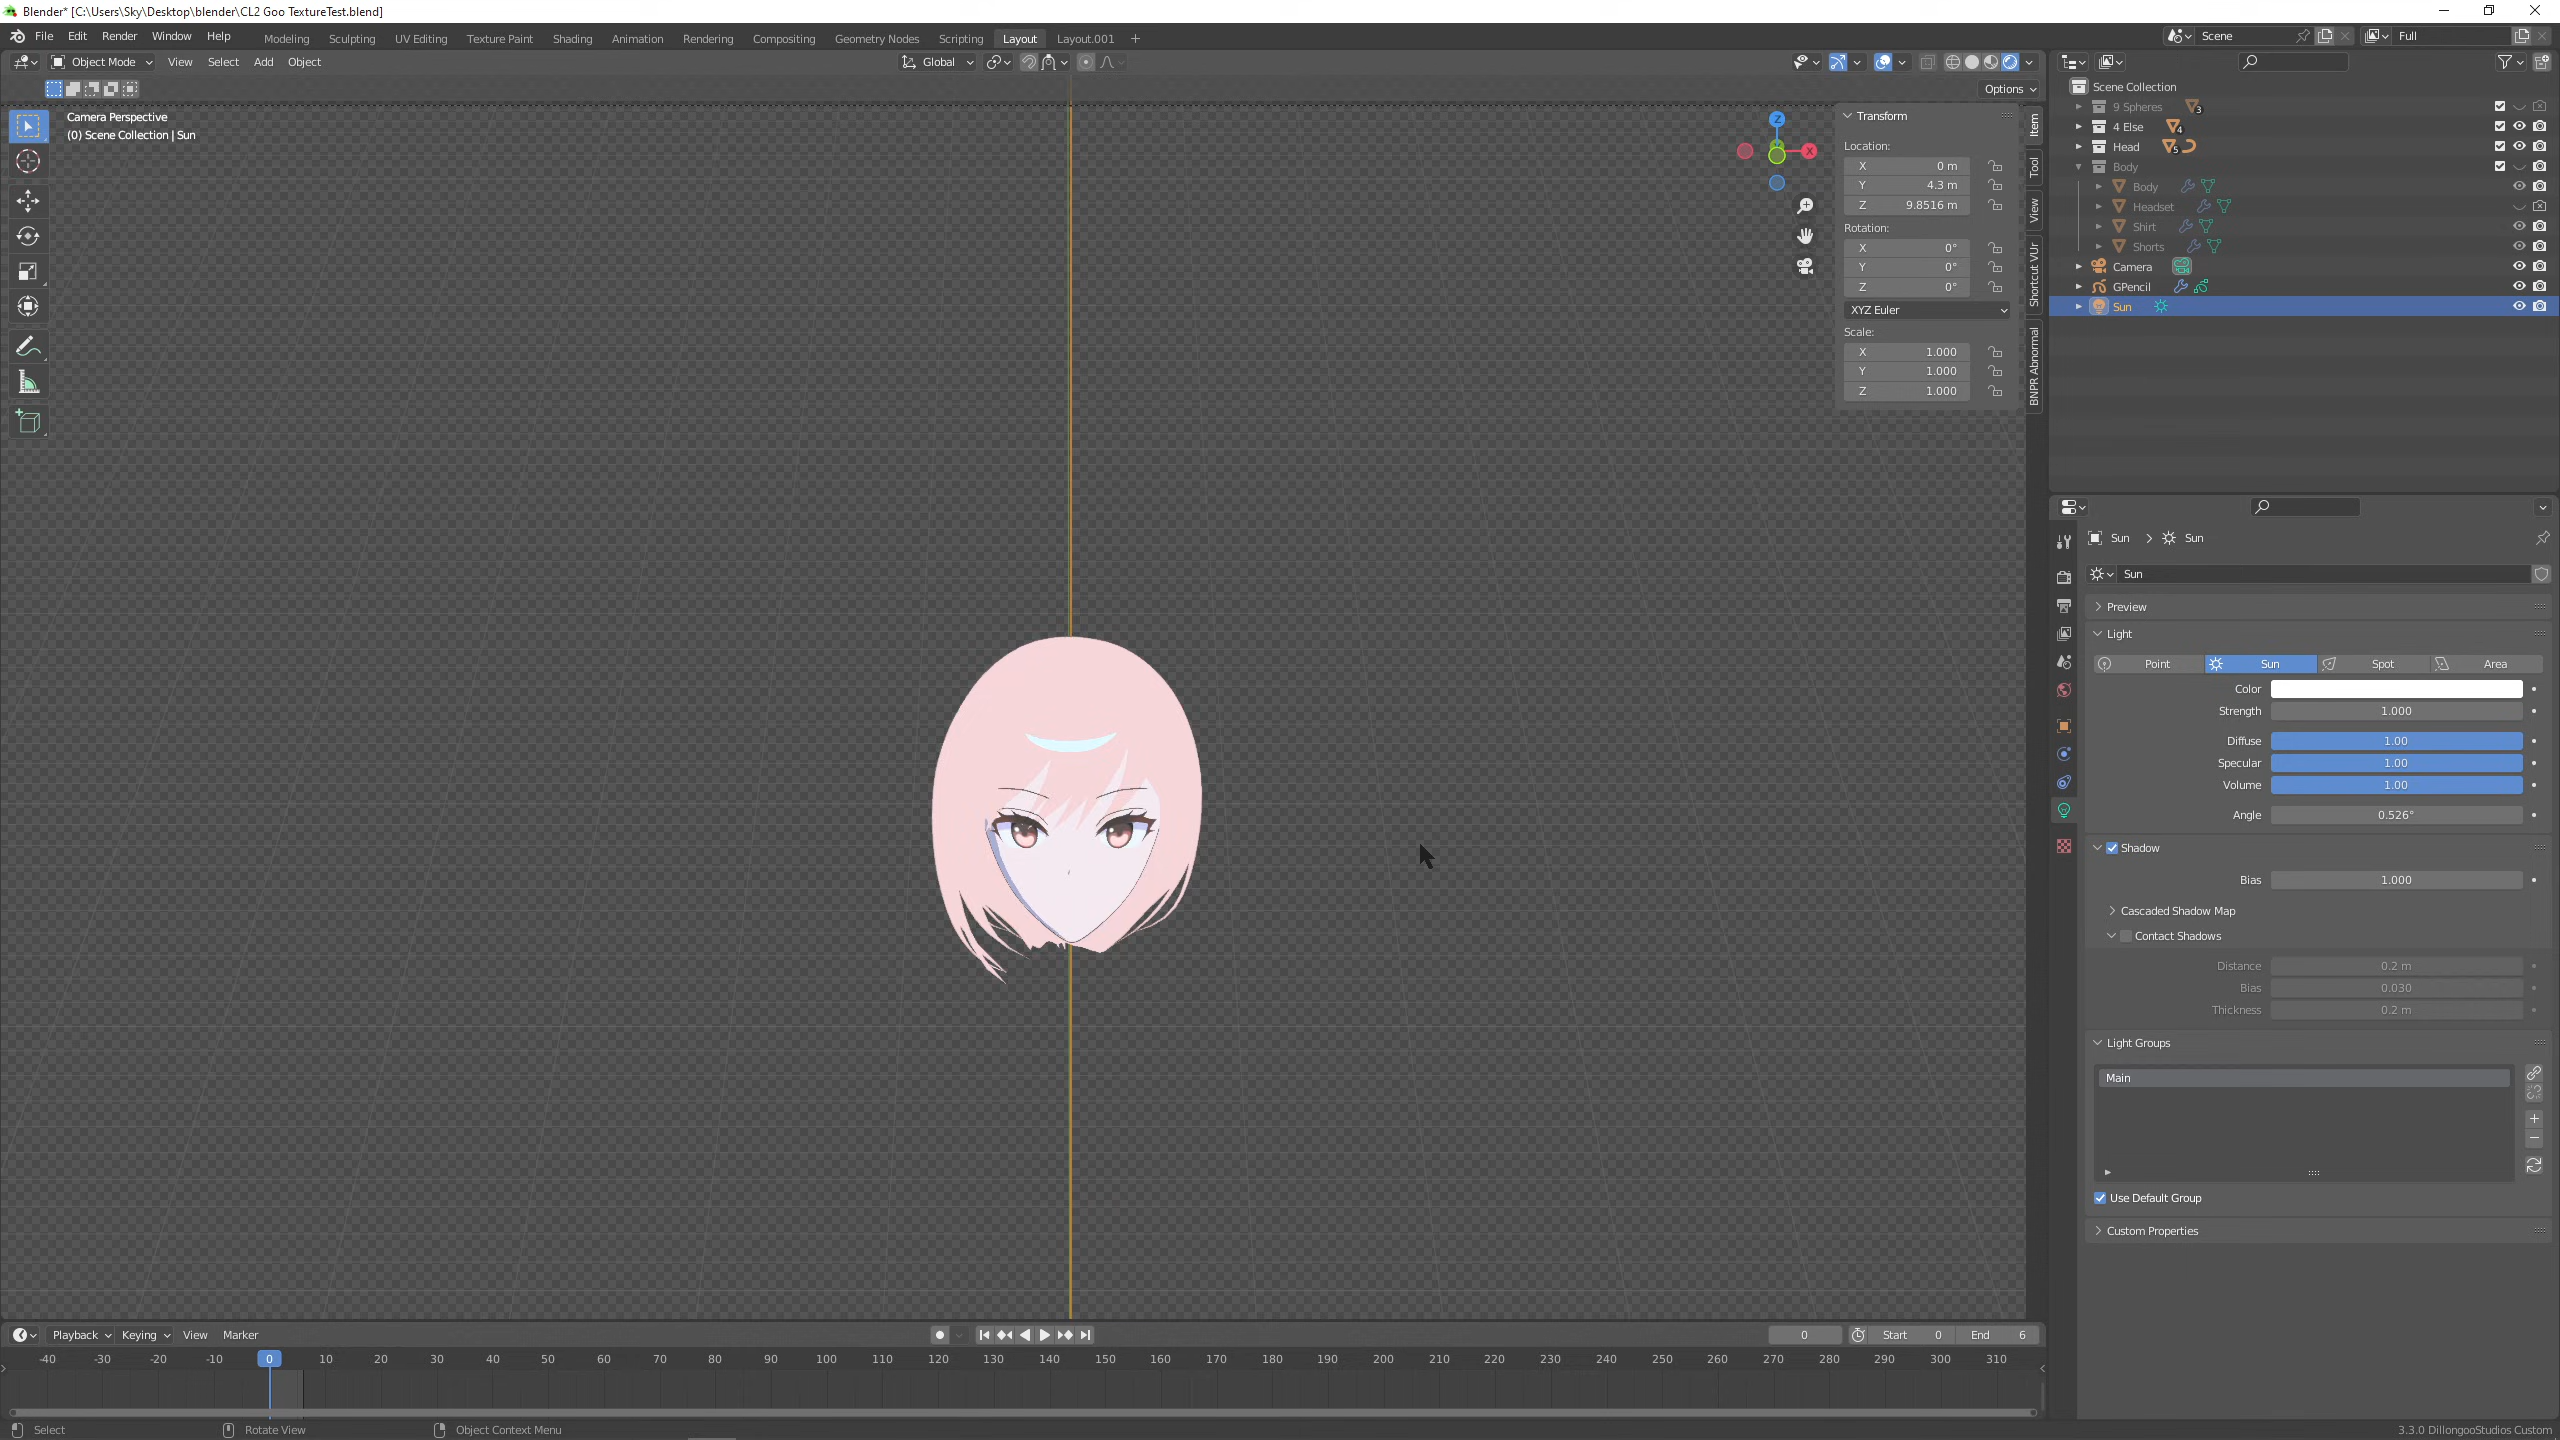 Blender* [C:\Users\Sky\Desktop\blender\CL2 Goo TextureTest.blend]
File Edit Render Window Help Modeling Sculpting UV Editing Texture Paint Shading Animation Rendering Compositing Geometry Nodes Scripting Layout Layout.001 + Scene Full
Object Mode View Select Add Object Global
Options
Camera Perspective
(0) Scene Collection | Sun
Z
X
Transform
Location:
X 0 m
Y 4.3 m
Z 9.8516 m
Rotation:
X 0°
Y 0°
Z 0°
XYZ Euler
Scale:
X 1.000
Y 1.000
Z 1.000
Item
Tool
View
Shortcut VUr
BNPR Abnormal
Scene Collection
9 Spheres 3
4 Else 4
Head 5
Body
Body
Headset
Shirt
Shorts
Camera
GPencil
Sun
Sun > Sun
Sun
Preview
Light
Point Sun Spot Area
Color
Strength 1.000
Diffuse 1.00
Specular 1.00
Volume 1.00
Angle 0.526°
Shadow
Bias 1.000
Cascaded Shadow Map
Contact Shadows
Distance 0.2 m
Bias 0.030
Thickness 0.2 m
Light Groups
Main
Use Default Group
Custom Properties
Playback Keying View Marker 0 Start 0 End 6
-40 -30 -20 -10 0 10 20 30 40 50 60 70 80 90 100 110 120 130 140 150 160 170 180 190 200 210 220 230 240 250 260 270 280 290 300 310
Select Rotate View Object Context Menu 3.3.0 DillongooStudios Custom